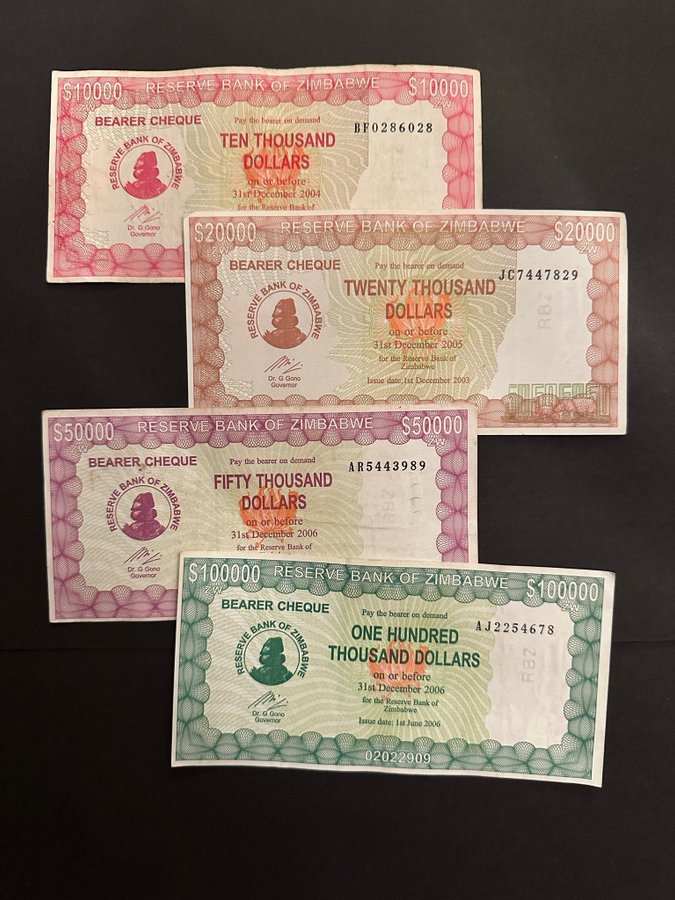 $10000 RESERVE BANK OF ZIMBABWE $10000
ZW
BEARER CHEQUE
Pay the bearer on demand
BF0286028
TEN THOUSAND
DOLLARS
on or before
31st December 2004
for the Reserve Bank of
RESERVE BANK OF ZIMBABWE
Dr. G Gono
Governor
RBZ
$20000 RESERVE BANK OF ZIMBABWE $20000
ZW
ZW
BEARER CHEQUE
Pay the bearer on demand
JC7447829
TWENTY THOUSAND
DOLLARS
on or before
31st December 2005
for the Reserve Bank of
Zimbabwe
Issue date:1st December 2003
RESERVE BANK OF ZIMBABWE
Dr. G Gono
Governor
RBZ
$50000 RESERVE BANK OF ZIMBABWE $50000
ZW
BEARER CHEQUE
Pay the bearer on demand
AR5443989
FIFTY THOUSAND
DOLLARS
on or before
31st December 2006
for the Reserve Bank of
RESERVE BANK OF ZIMBABWE
Dr. G Gono
Governor
RBZ
$100000 RESERVE BANK OF ZIMBABWE $100000
ZW
ZW
BEARER CHEQUE
Pay the bearer on demand
AJ2254678
ONE HUNDRED
THOUSAND DOLLARS
on or before
31st December 2006
for the Reserve Bank of
Zimbabwe
Issue date: 1st June 2006
RESERVE BANK OF ZIMBABWE
Dr. G Gono
Governor
RBZ
02022909